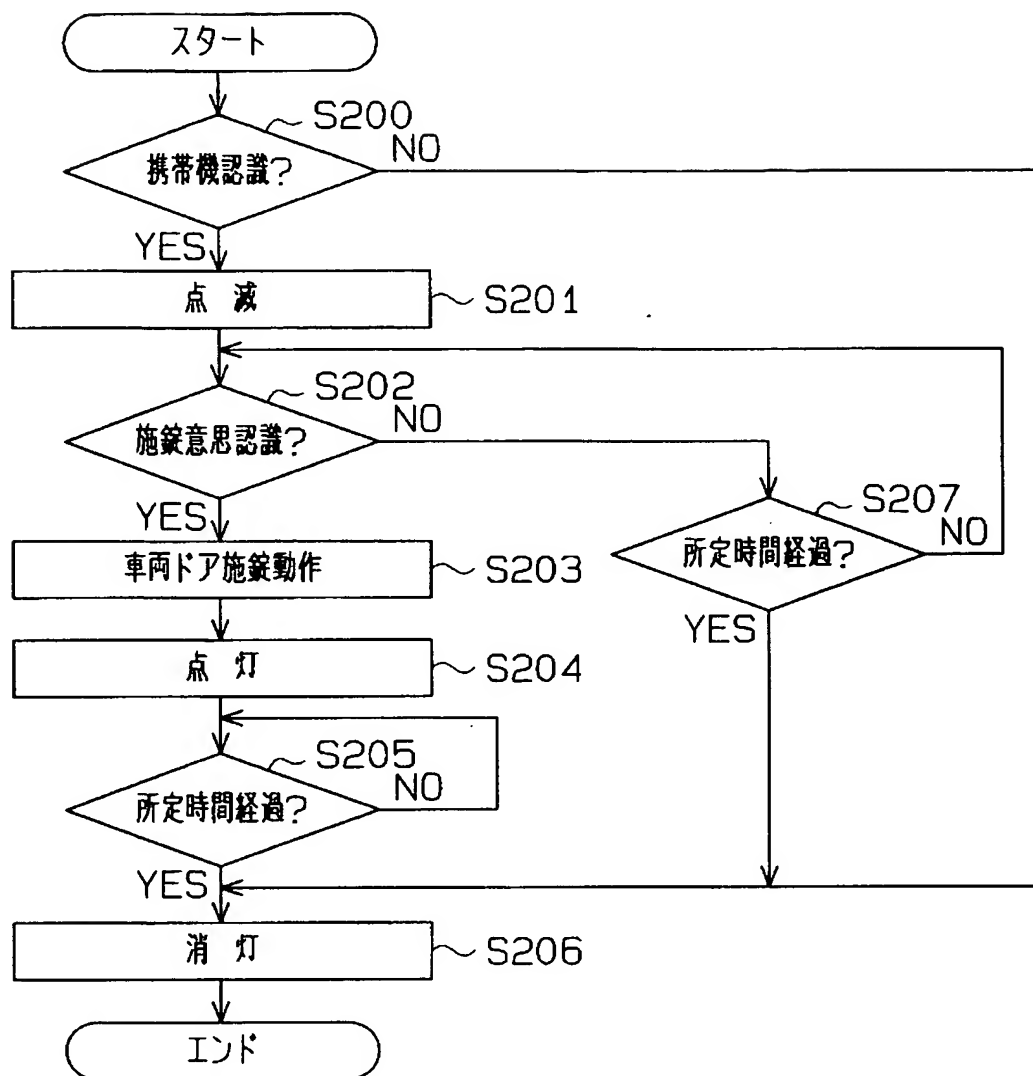 スタート
S200
携帯機認識?
NO
YES
点 滅
S201
S202
施錠意思認識?
NO
YES
S207
所定時間経過?
NO
YES
車両ドア施錠動作
S203
点 灯
S204
S205
所定時間経過?
NO
YES
消 灯
S206
エンド